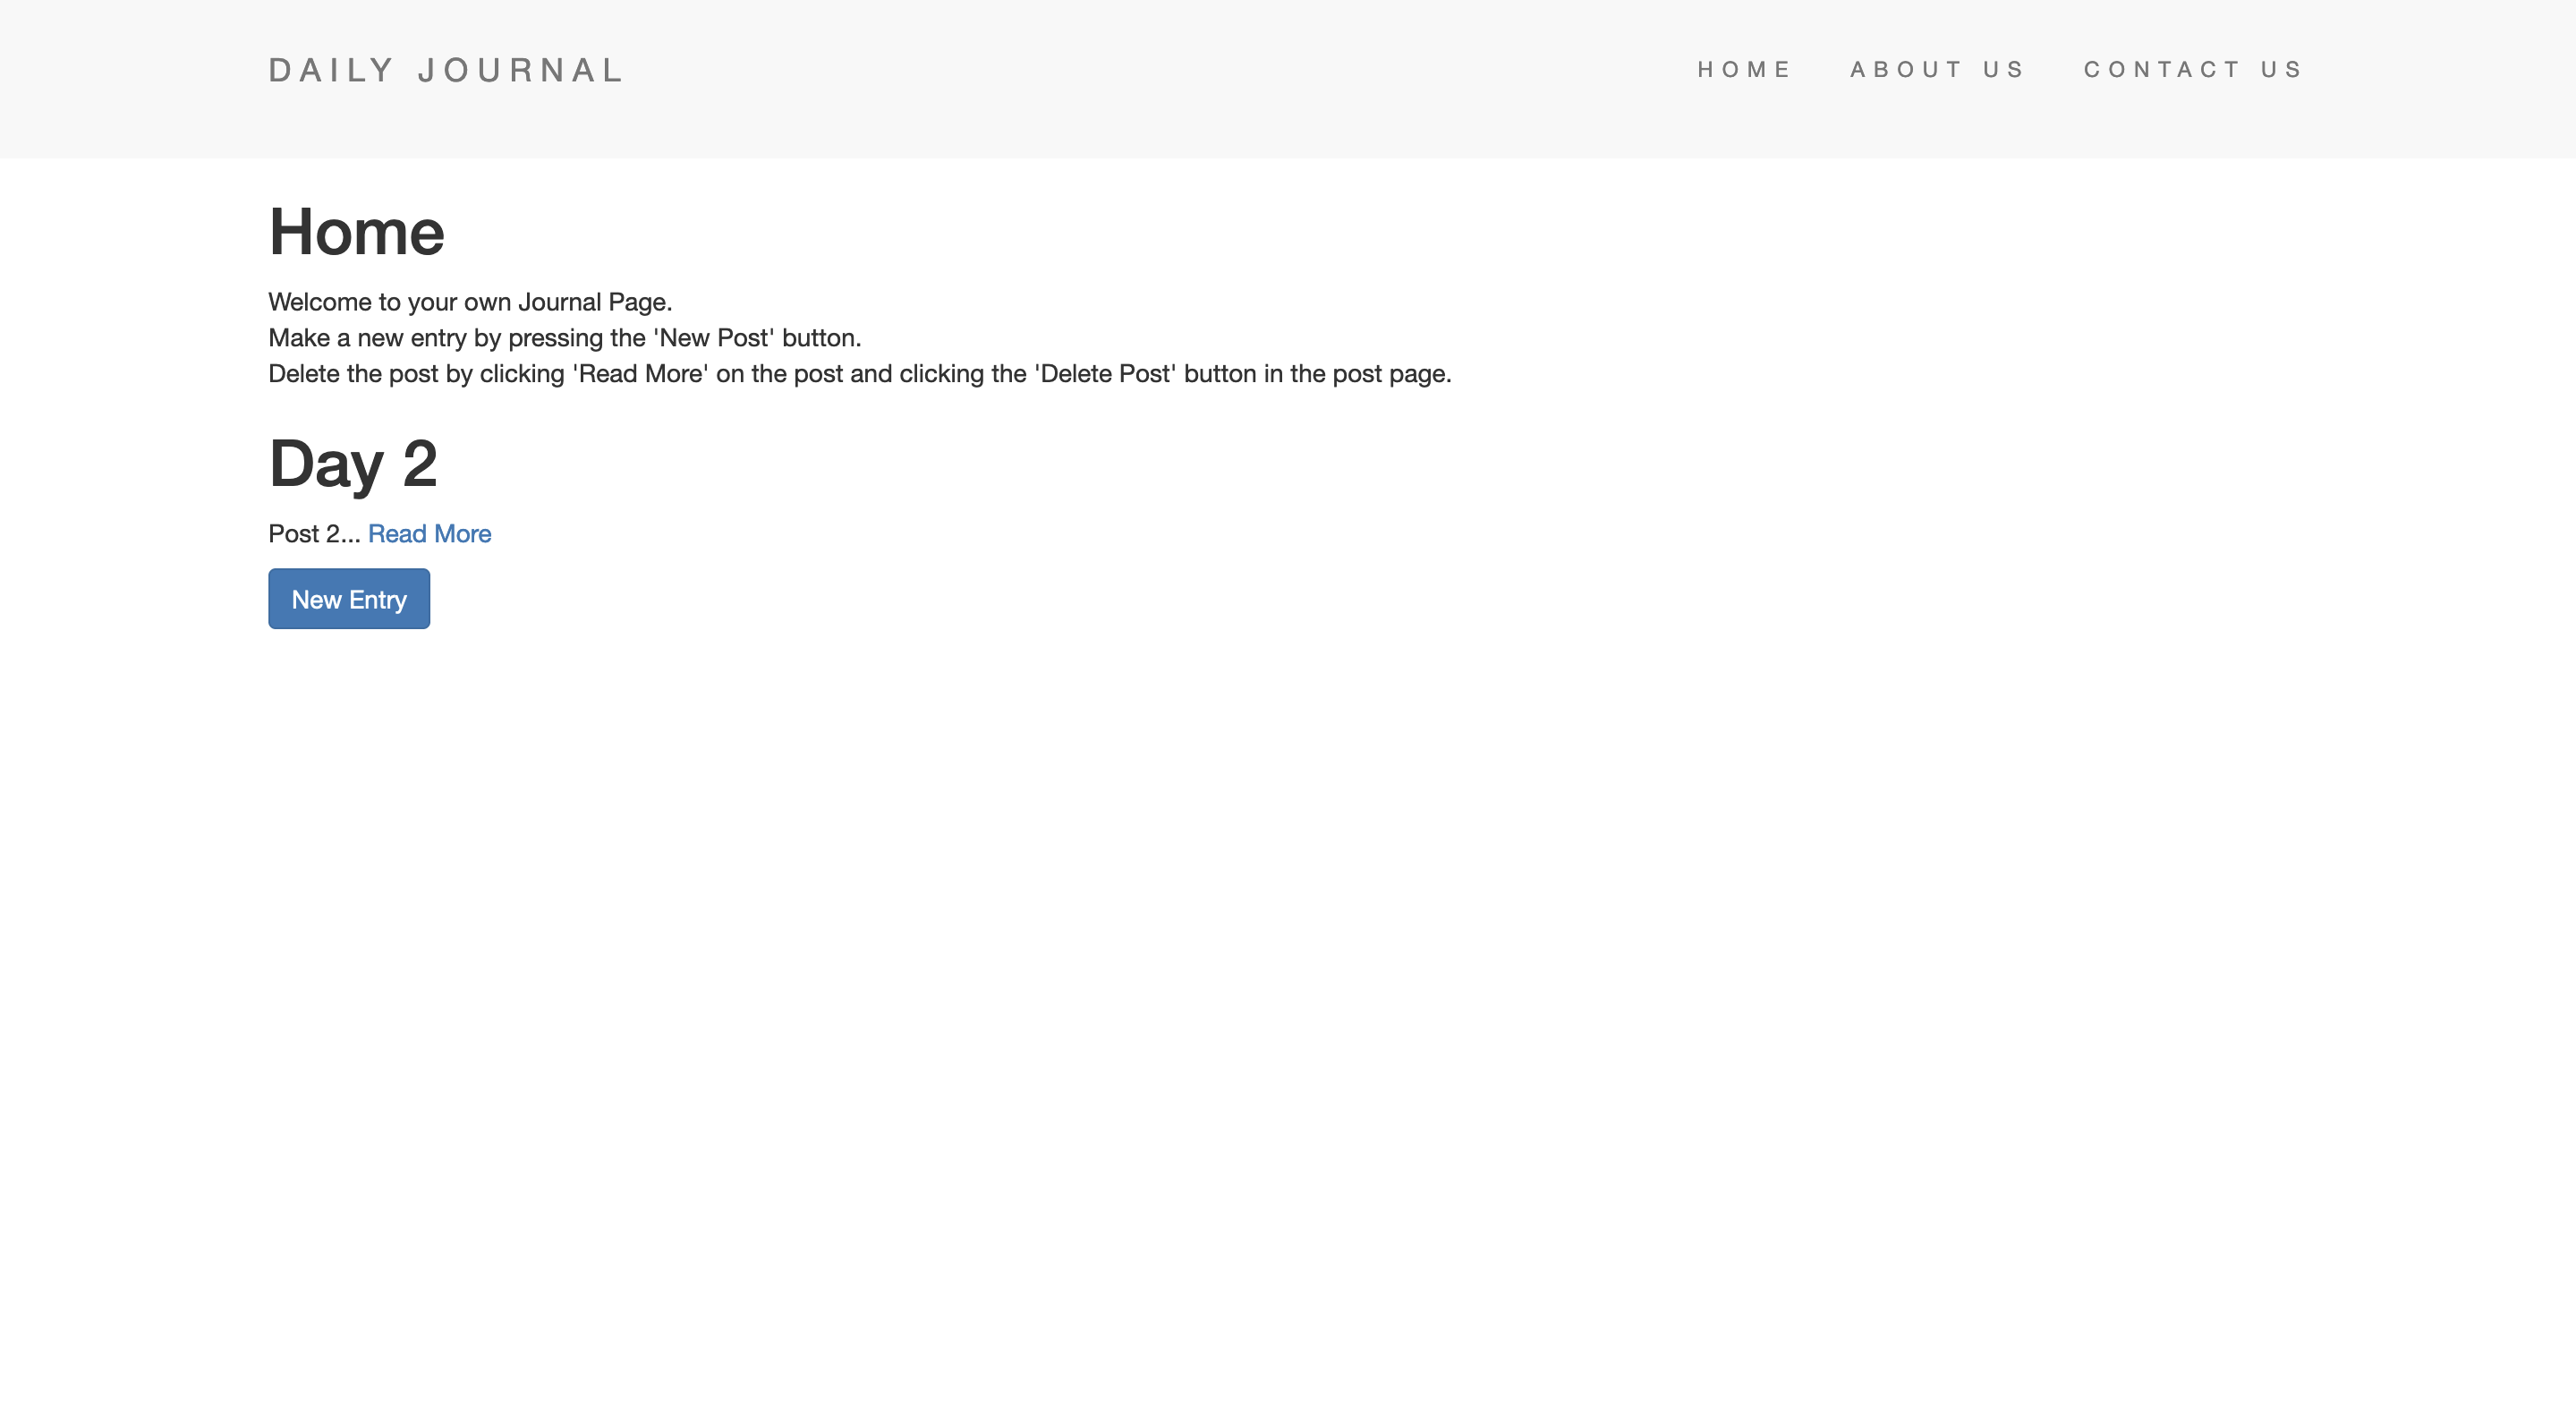 DAILY JOURNAL
HOME ABOUT US CONTACT US
Home
Welcome to your own Journal Page.
Make a new entry by pressing the 'New Post' button.
Delete the post by clicking 'Read More' on the post and clicking the 'Delete Post' button in the post page.
Day 2
Post 2... Read More
New Entry